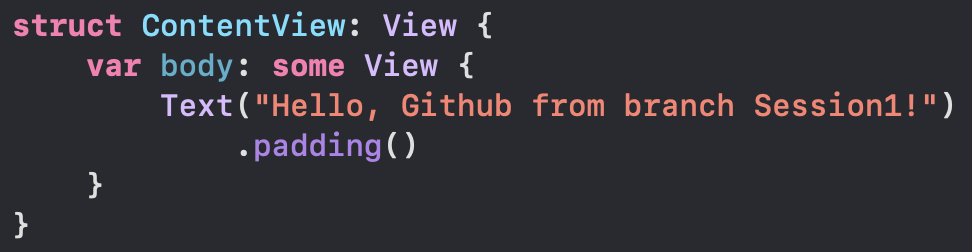 struct ContentView: View {
    var body: some View {
        Text("Hello, Github from branch Session1!")
            .padding()
    }
}